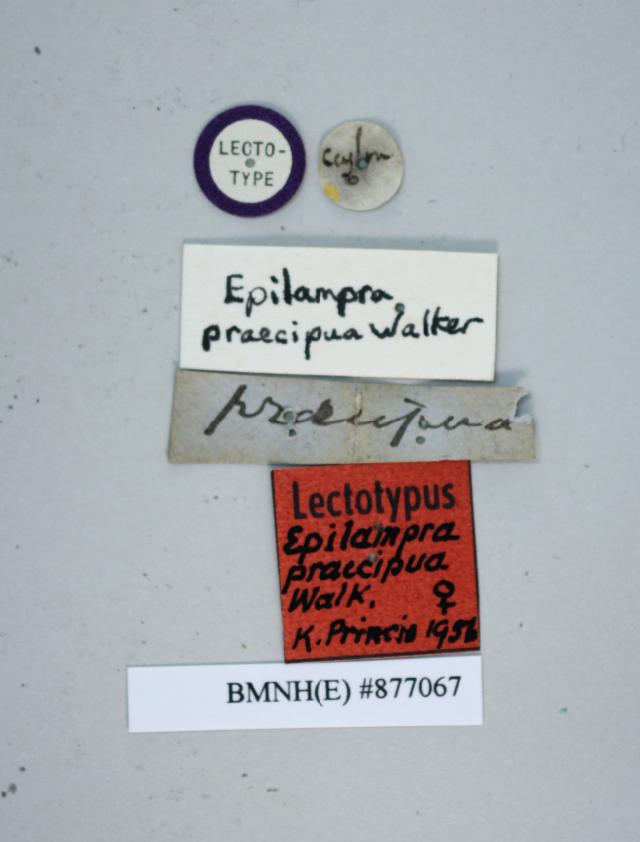 LECTO-
TYPE
Ceylon
Epilampra
praecipua Walker
praecipua
Lectotypus
Epilampra
praecipua
Walk. ♀
K. Princis 1956
BMNH(E) #877067